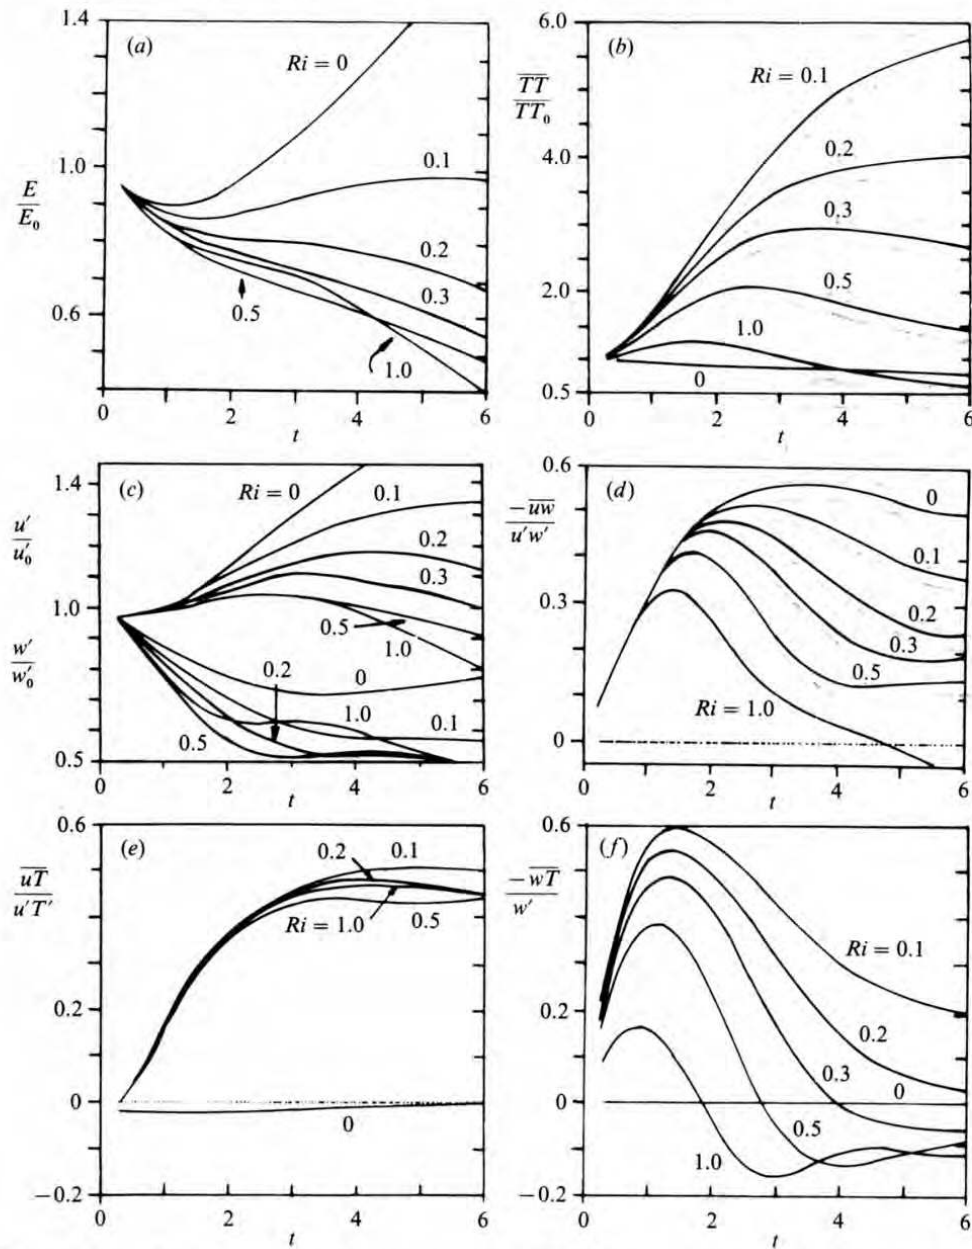 (a)
E/E₀
1.4
1.0
0.6
Ri = 0
0.1
0.2
0.3
0.5
1.0
0 2 4 6
t
(b)
T̅T̅/T̅T̅₀
6.0
4.0
2.0
0.5
Ri = 0.1
0.2
0.3
0.5
1.0
0
0 2 4 6
t
(c)
u′/u′₀
w′/w′₀
1.4
1.0
0.5
Ri = 0
0.1
0.2
0.3
0.5
1.0
0.2
0
1.0
0.1
0.5
0 2 4 6
t
(d)
−u̅w̅/u′w′
0.6
0.3
0
0
0.1
0.2
0.3
0.5
Ri = 1.0
0 2 4 6
t
(e)
u̅T̅/u′T′
0.6
0.2
0
−0.2
0.1
0.2
Ri = 1.0
0.5
0
0 2 4 6
t
(f)
−w̅T̅/w′
0.6
0.2
0
−0.2
Ri = 0.1
0.2
0.3
0
0.5
1.0
0 2 4 6
t